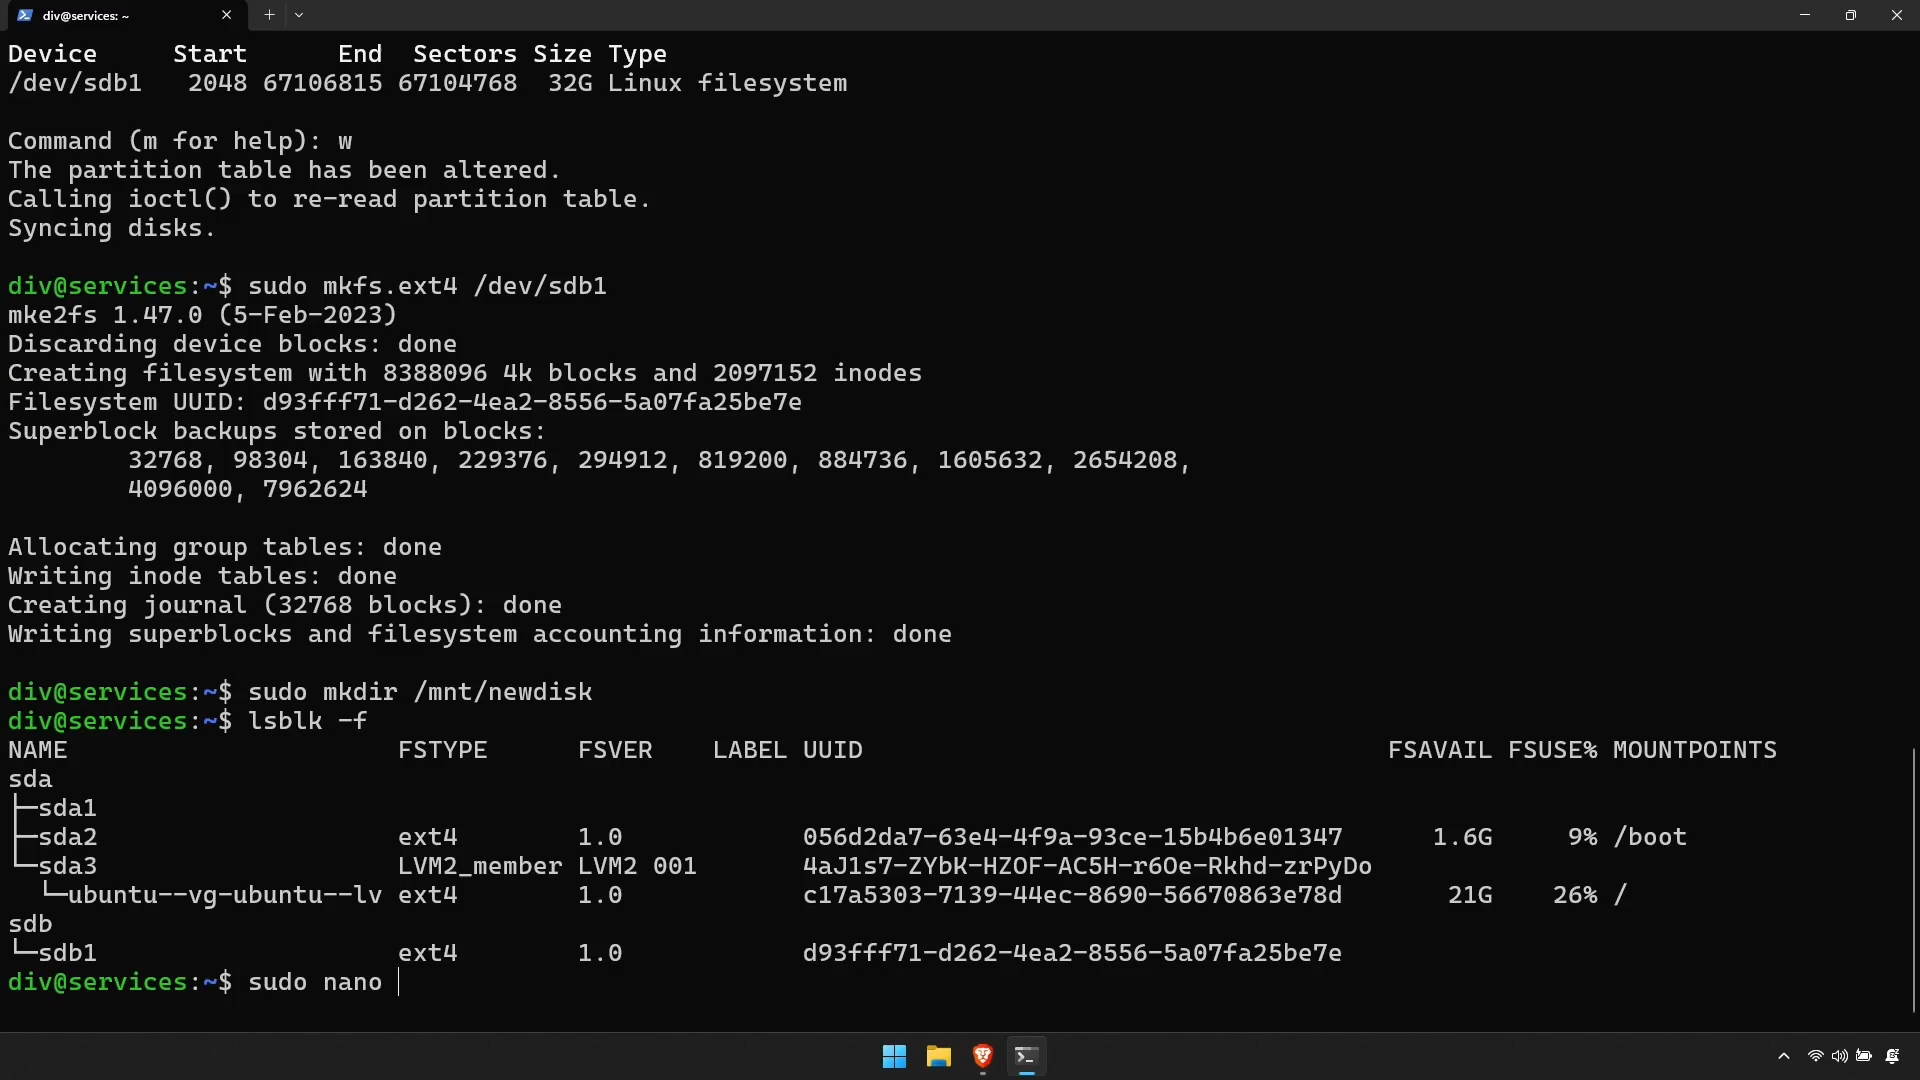 div@services: ~
Device     Start      End  Sectors Size Type
/dev/sdb1   2048 67106815 67104768  32G Linux filesystem
Command (m for help): w
The partition table has been altered.
Calling ioctl() to re-read partition table.
Syncing disks.
div@services:~$ sudo mkfs.ext4 /dev/sdb1
mke2fs 1.47.0 (5-Feb-2023)
Discarding device blocks: done
Creating filesystem with 8388096 4k blocks and 2097152 inodes
Filesystem UUID: d93fff71-d262-4ea2-8556-5a07fa25be7e
Superblock backups stored on blocks:
        32768, 98304, 163840, 229376, 294912, 819200, 884736, 1605632, 2654208,
        4096000, 7962624
Allocating group tables: done
Writing inode tables: done
Creating journal (32768 blocks): done
Writing superblocks and filesystem accounting information: done
div@services:~$ sudo mkdir /mnt/newdisk
div@services:~$ lsblk -f
NAME                      FSTYPE      FSVER    LABEL UUID                                   FSAVAIL FSUSE% MOUNTPOINTS
sda
├─sda1
├─sda2                    ext4        1.0            056d2da7-63e4-4f9a-93ce-15b4b6e01347      1.6G     9% /boot
└─sda3                    LVM2_member LVM2 001       4aJ1s7-ZYbK-HZOF-AC5H-r6Oe-Rkhd-zrPyDo
  └─ubuntu--vg-ubuntu--lv ext4        1.0            c17a5303-7139-44ec-8690-56670863e78d       21G    26% /
sdb
└─sdb1                    ext4        1.0            d93fff71-d262-4ea2-8556-5a07fa25be7e
div@services:~$ sudo nano